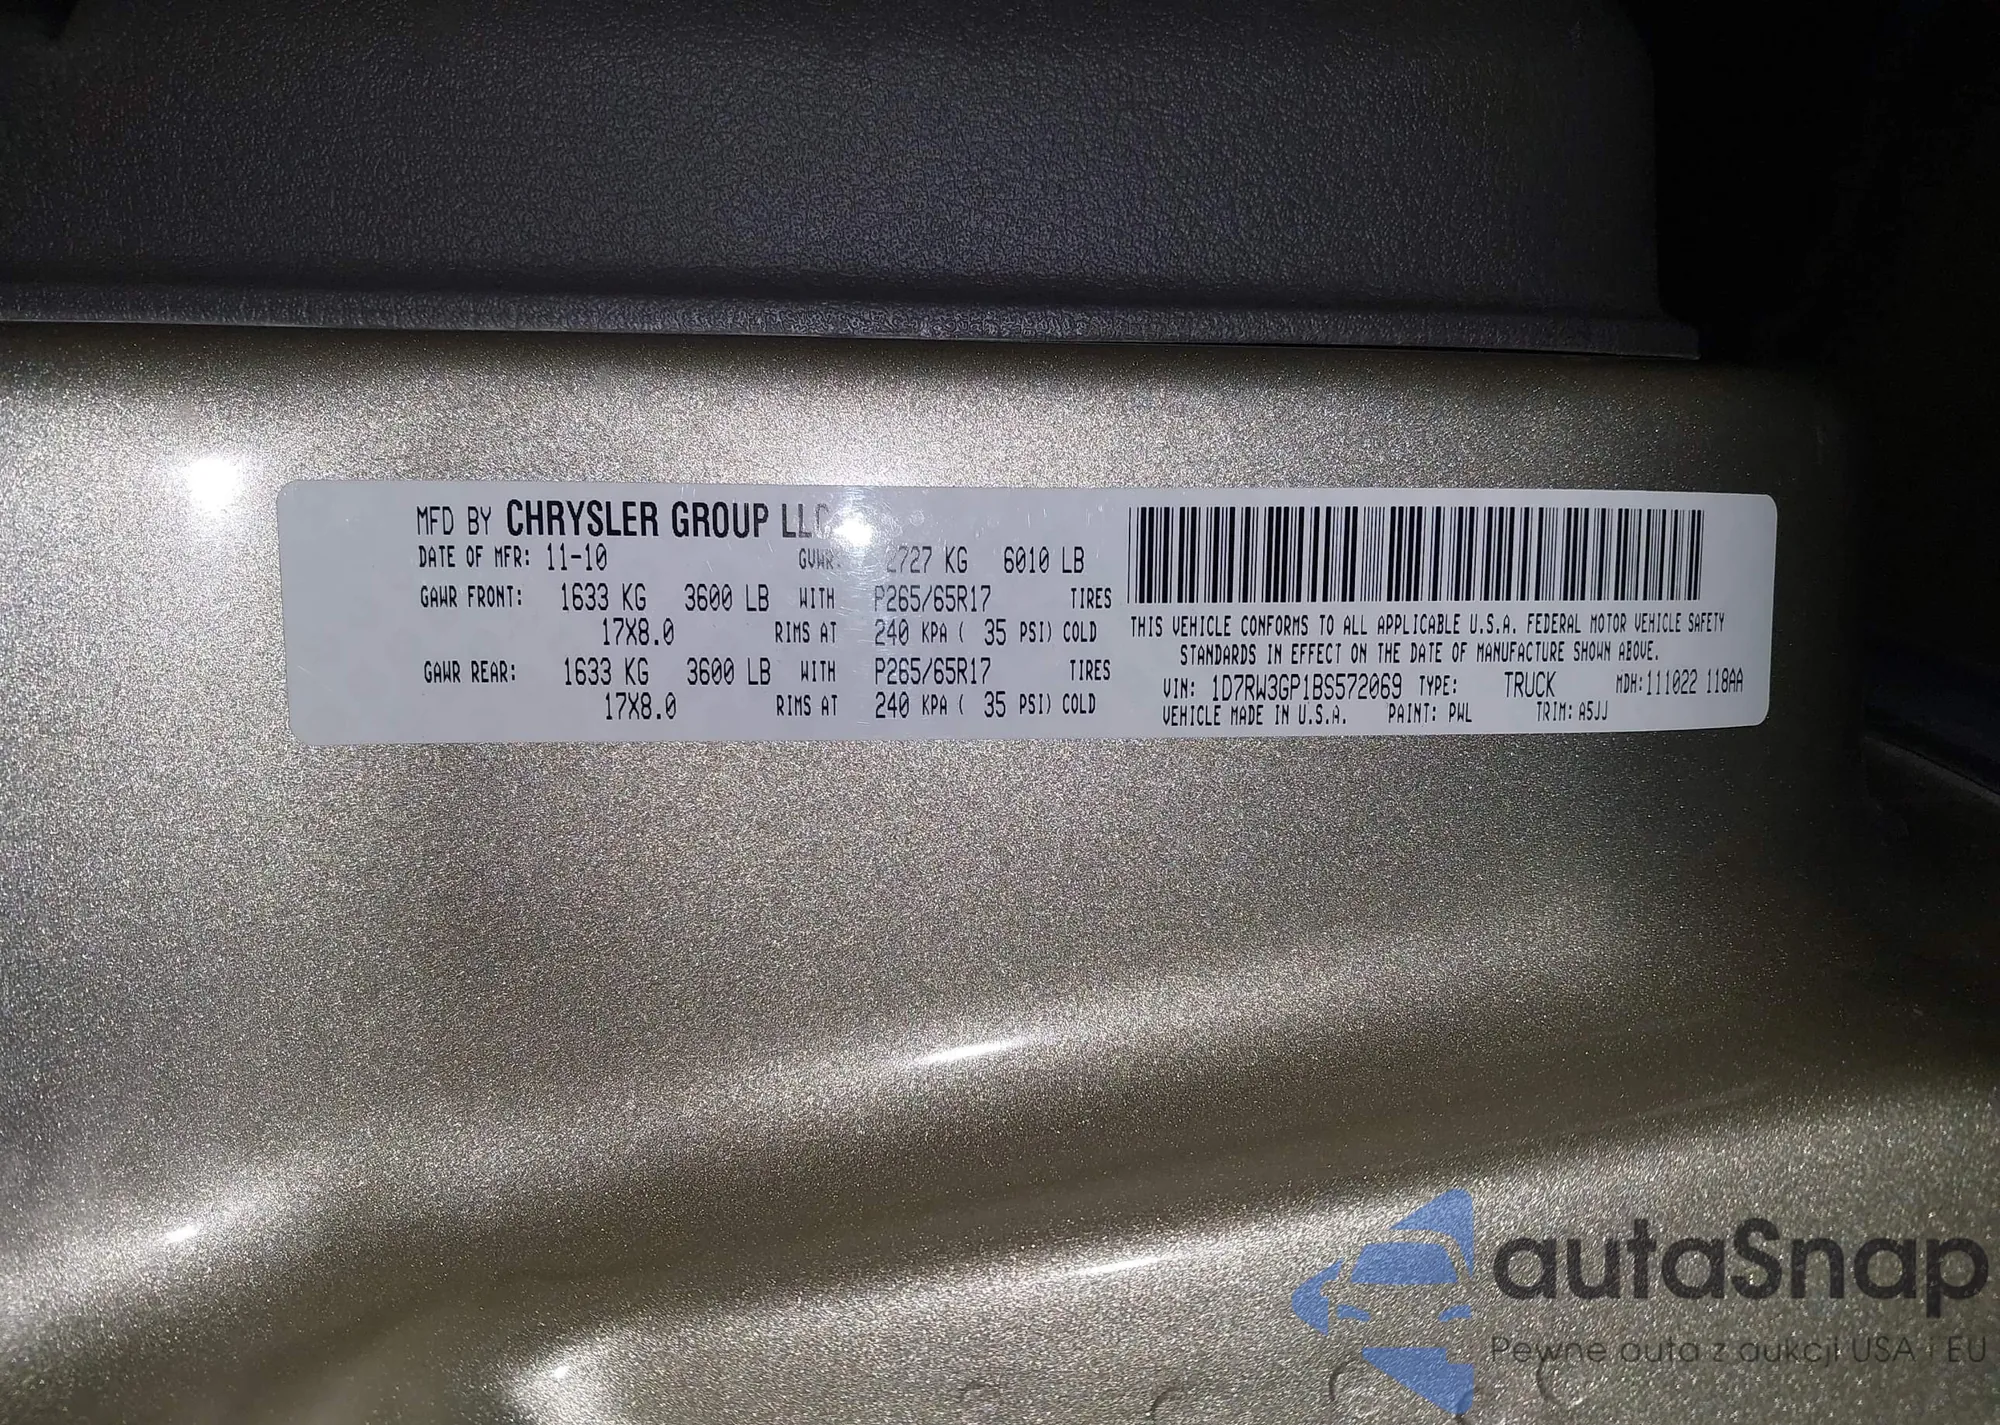 MFD BY CHRYSLER GROUP LLC
DATE OF MFR: 11-10 GVWR: 2727 KG 6010 LB
GAWR FRONT: 1633 KG 3600 LB WITH P265/65R17 TIRES
17X8.0 RIMS AT 240 KPA ( 35 PSI) COLD
GAWR REAR: 1633 KG 3600 LB WITH P265/65R17 TIRES
17X8.0 RIMS AT 240 KPA ( 35 PSI) COLD
THIS VEHICLE CONFORMS TO ALL APPLICABLE U.S.A. FEDERAL MOTOR VEHICLE SAFETY
STANDARDS IN EFFECT ON THE DATE OF MANUFACTURE SHOWN ABOVE.
VIN: 1D7RW3GP1BS572069 TYPE: TRUCK MDH:111022 118AA
VEHICLE MADE IN U.S.A. PAINT: PWL TRIM: A5JJ
autaSnap
Pewne auta z aukcji USA i EU